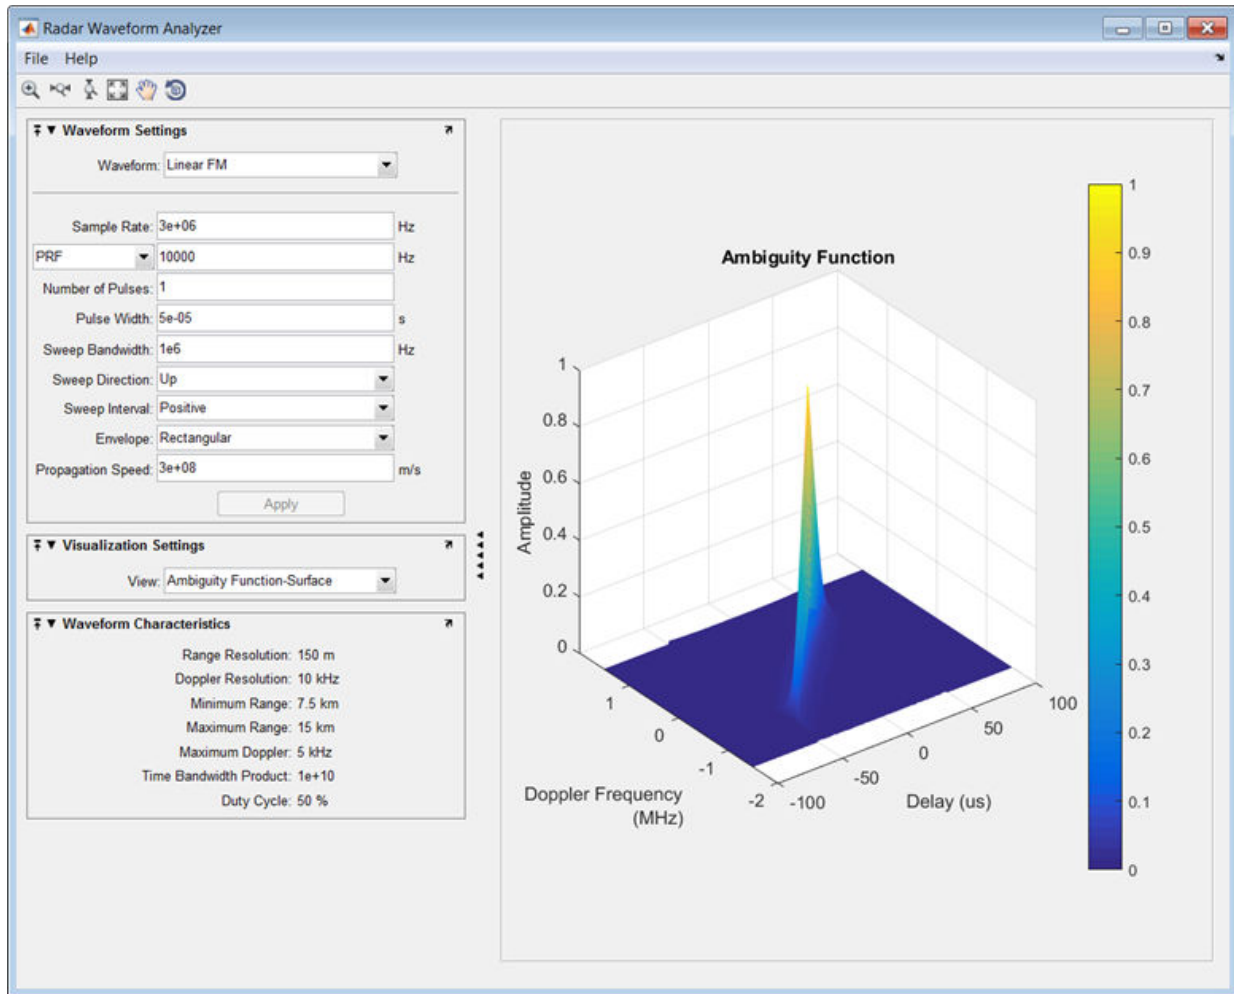 Radar Waveform Analyzer
File Help
Waveform Settings
Waveform: Linear FM
Sample Rate: 3e+06 Hz
PRF 10000 Hz
Number of Pulses: 1
Pulse Width: 5e-05 s
Sweep Bandwidth: 1e6 Hz
Sweep Direction: Up
Sweep Interval: Positive
Envelope: Rectangular
Propagation Speed: 3e+08 m/s
Apply
Visualization Settings
View: Ambiguity Function-Surface
Waveform Characteristics
Range Resolution: 150 m
Doppler Resolution: 10 kHz
Minimum Range: 7.5 km
Maximum Range: 15 km
Maximum Doppler: 5 kHz
Time Bandwidth Product: 1e+10
Duty Cycle: 50 %
Ambiguity Function
1
0.8
0.6
0.4
0.2
0
Amplitude
1
0
-1
-2
Doppler Frequency
(MHz)
-100
-50
0
50
100
Delay (us)
1
0.9
0.8
0.7
0.6
0.5
0.4
0.3
0.2
0.1
0